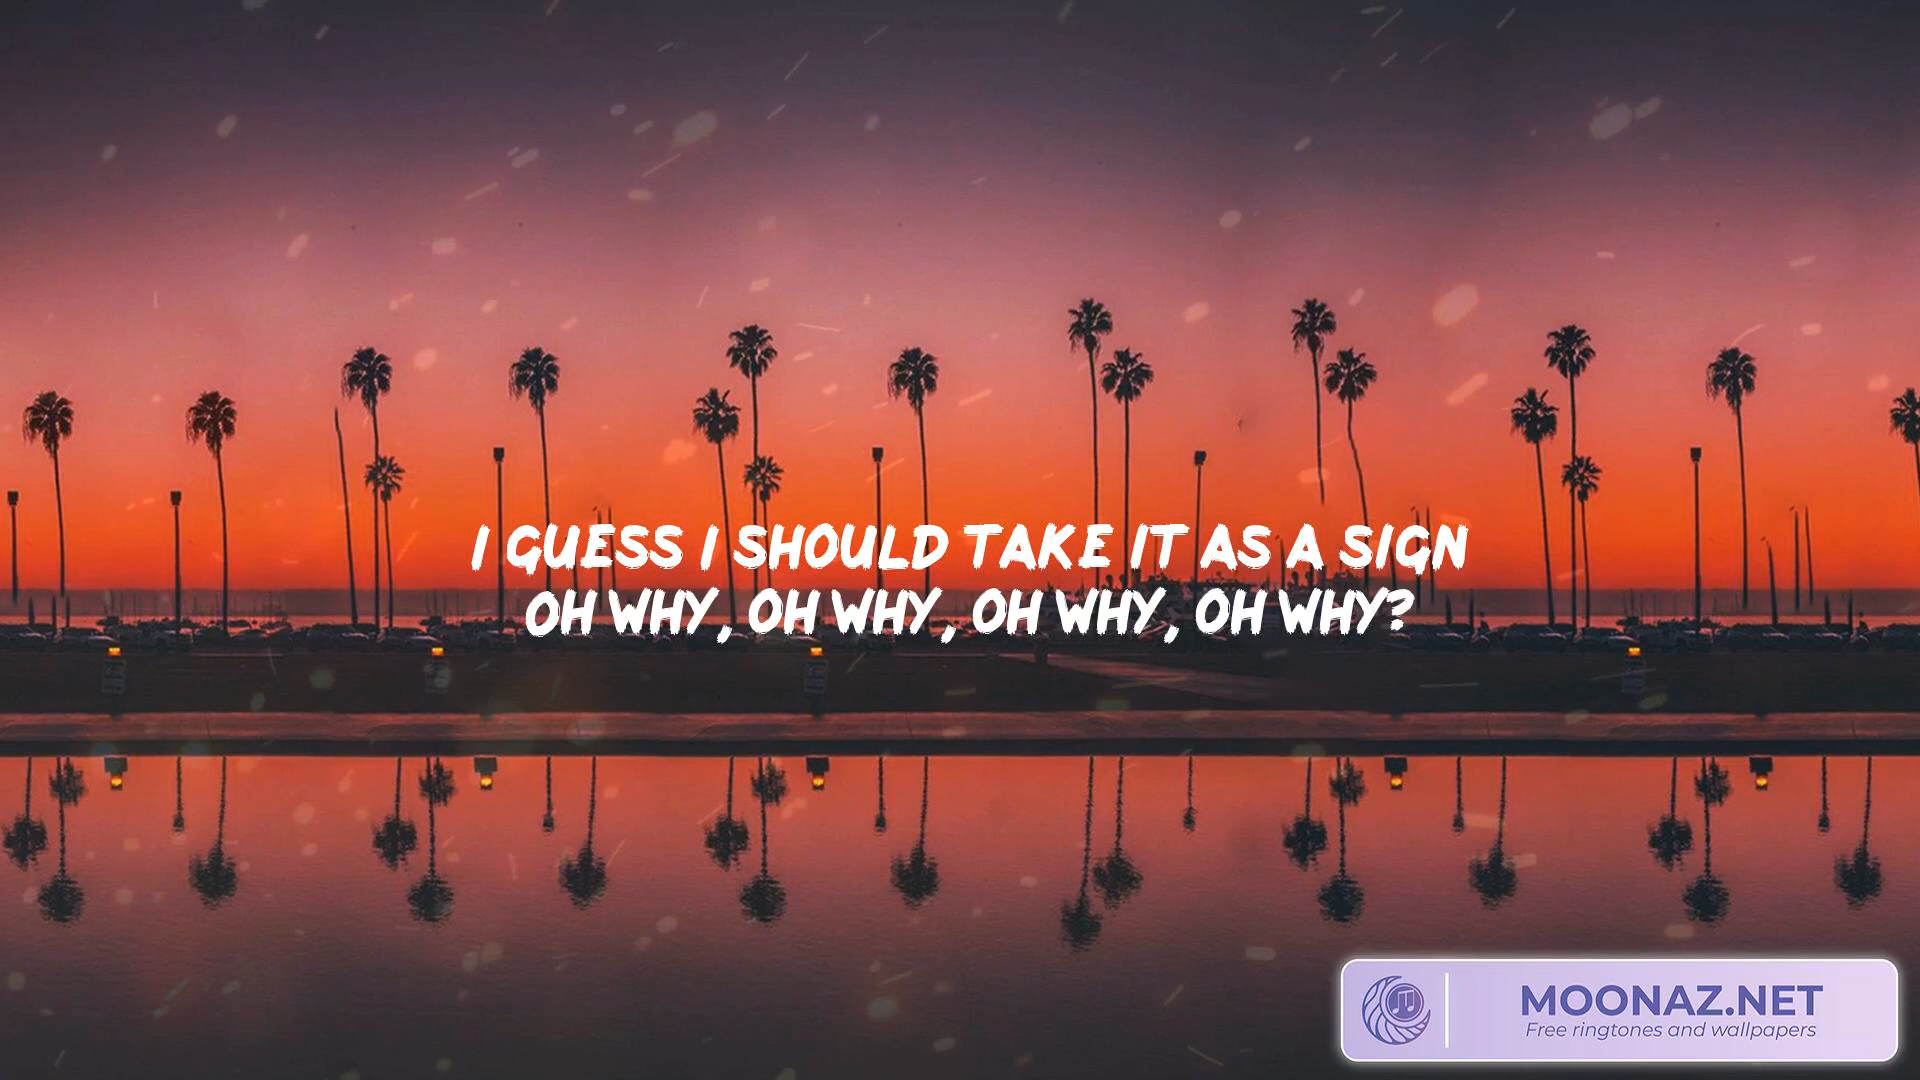 I GUESS I SHOULD TAKE IT AS A SIGN
OH WHY, OH WHY, OH WHY, OH WHY?
MOONAZ.NET
Free ringtones and wallpapers